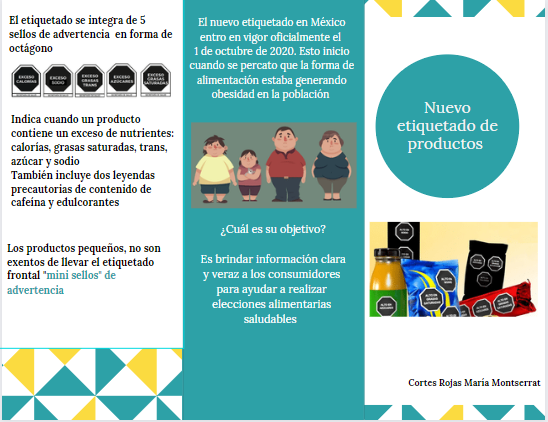 El etiquetado se integra de 5
sellos de advertencia en forma de
octágono
EXCESO CALORÍAS
EXCESO SODIO
EXCESO GRASAS TRANS
EXCESO AZÚCARES
EXCESO GRASAS SATURADAS
Indica cuando un producto
contiene un exceso de nutrientes:
calorías, grasas saturadas, trans,
azúcar y sodio
También incluye dos leyendas
precautorias de contenido de
cafeína y edulcorantes
Los productos pequeños, no son
exentos de llevar el etiquetado
frontal "mini sellos" de
advertencia
El nuevo etiquetado en México
entro en vigor oficialmente el
1 de octubre de 2020. Esto inicio
cuando se percato que la forma de
alimentación estaba generando
obesidad en la población
¿Cuál es su objetivo?
Es brindar información clara
y veraz a los consumidores
para ayudar a realizar
elecciones alimentarias
saludables
Nuevo
etiquetado de
productos
Cortes Rojas María Montserrat